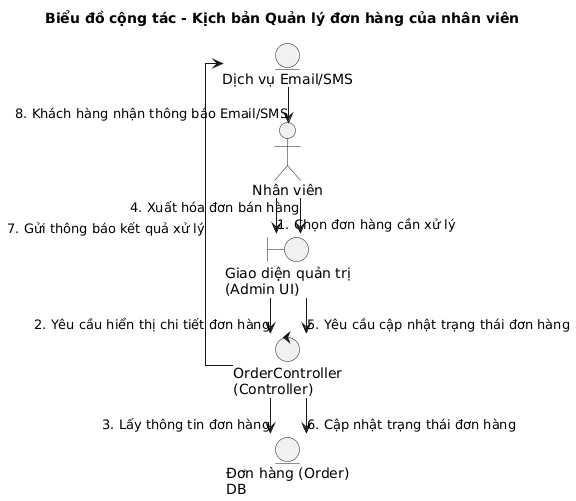 Biểu đồ cộng tác - Kịch bản Quản lý đơn hàng của nhân viên
Dịch vụ Email/SMS
8. Khách hàng nhận thông báo Email/SMS
Nhân viên
4. Xuất hóa đơn bán hàng
1. Chọn đơn hàng cần xử lý
7. Gửi thông báo kết quả xử lý
Giao diện quản trị
(Admin UI)
2. Yêu cầu hiển thị chi tiết đơn hàng
5. Yêu cầu cập nhật trạng thái đơn hàng
OrderController
(Controller)
3. Lấy thông tin đơn hàng
6. Cập nhật trạng thái đơn hàng
Đơn hàng (Order)
DB